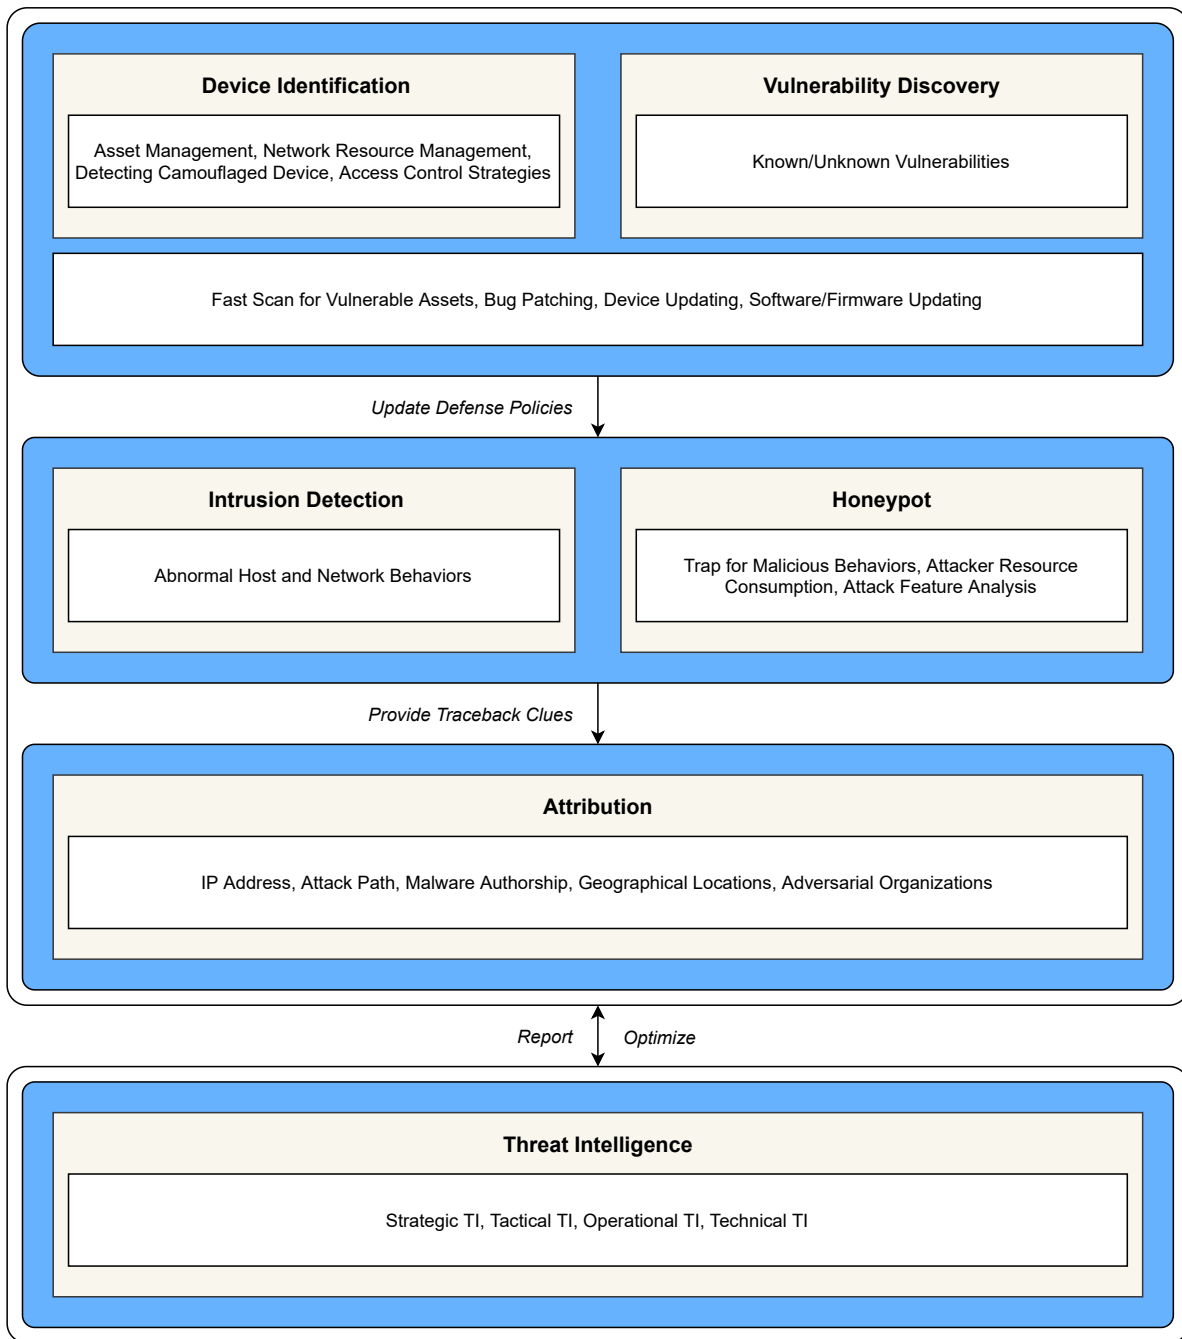 Device Identification
Asset Management, Network Resource Management,
Detecting Camouflaged Device, Access Control Strategies
Vulnerability Discovery
Known/Unknown Vulnerabilities
Fast Scan for Vulnerable Assets, Bug Patching, Device Updating, Software/Firmware Updating
Update Defense Policies
Intrusion Detection
Abnormal Host and Network Behaviors
Honeypot
Trap for Malicious Behaviors, Attacker Resource
Consumption, Attack Feature Analysis
Provide Traceback Clues
Attribution
IP Address, Attack Path, Malware Authorship, Geographical Locations, Adversarial Organizations
Report
Optimize
Threat Intelligence
Strategic TI, Tactical TI, Operational TI, Technical TI